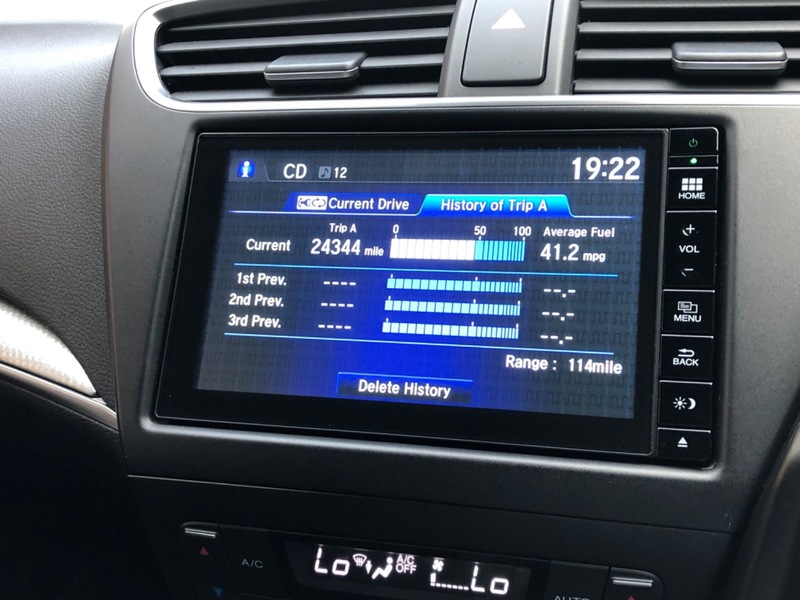 CD 12 19:22
Current Drive History of Trip A
Trip A 0 50 100 Average Fuel
Current 24344 mile 41.2 mpg
1st Prev. ---- --.-
2nd Prev. ---- --.-
3rd Prev. ---- --.-
Range : 114mile
Delete History
HOME
+
VOL
−
MENU
BACK
A/C Lo A/C OFF Lo AUTO